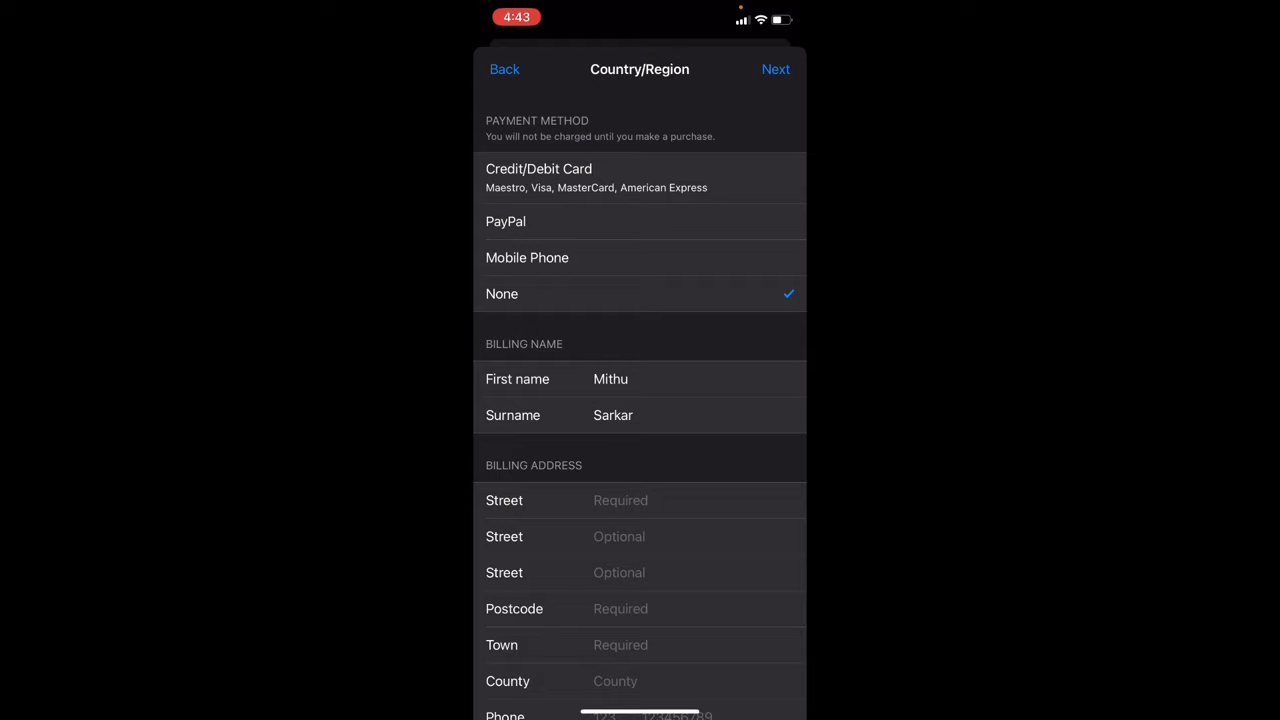 4:43
Back Country/Region Next
PAYMENT METHOD
You will not be charged until you make a purchase.
Credit/Debit Card
Maestro, Visa, MasterCard, American Express
PayPal
Mobile Phone
None
BILLING NAME
First name Mithu
Surname Sarkar
BILLING ADDRESS
Street Required
Street Optional
Street Optional
Postcode Required
Town Required
County County
Phone 123 123456789